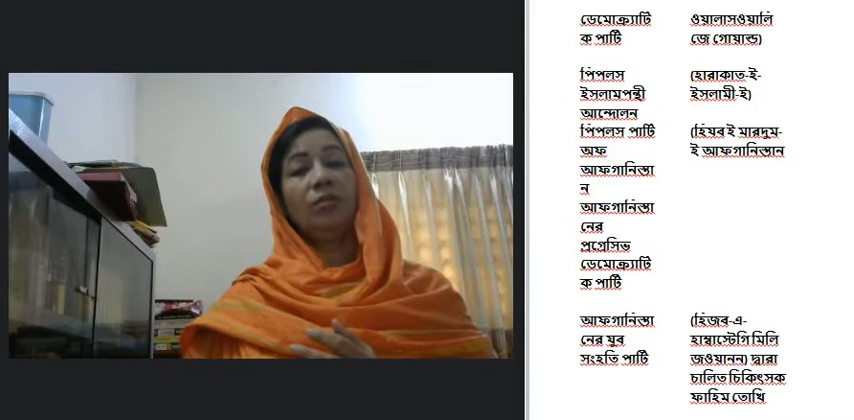 ডেমোক্র্যাটি
ক পার্টি
ওয়ালাসওয়ালি
জে গোয়ান্ড)
পিপলস
ইসলামপন্থী
আন্দোলন
(হারাকাত-ই-
ইসলামী-ই)
পিপলস পার্টি
অফ
আফগানিস্তা
ন
(হিযব ই মারদুম-
ই আফগানিস্তান
আফগানিস্তা
নের
প্রগ্রেসিভ
ডেমোক্র্যাটি
ক পার্টি
আফগানিস্তা
নের যুব
সংহতি পার্টি
(হিজব-এ-
হাম্বাস্টেগি মিলি
জওয়ানন) দ্বারা
চালিত চিকিৎসক
ফাহিম তোখি